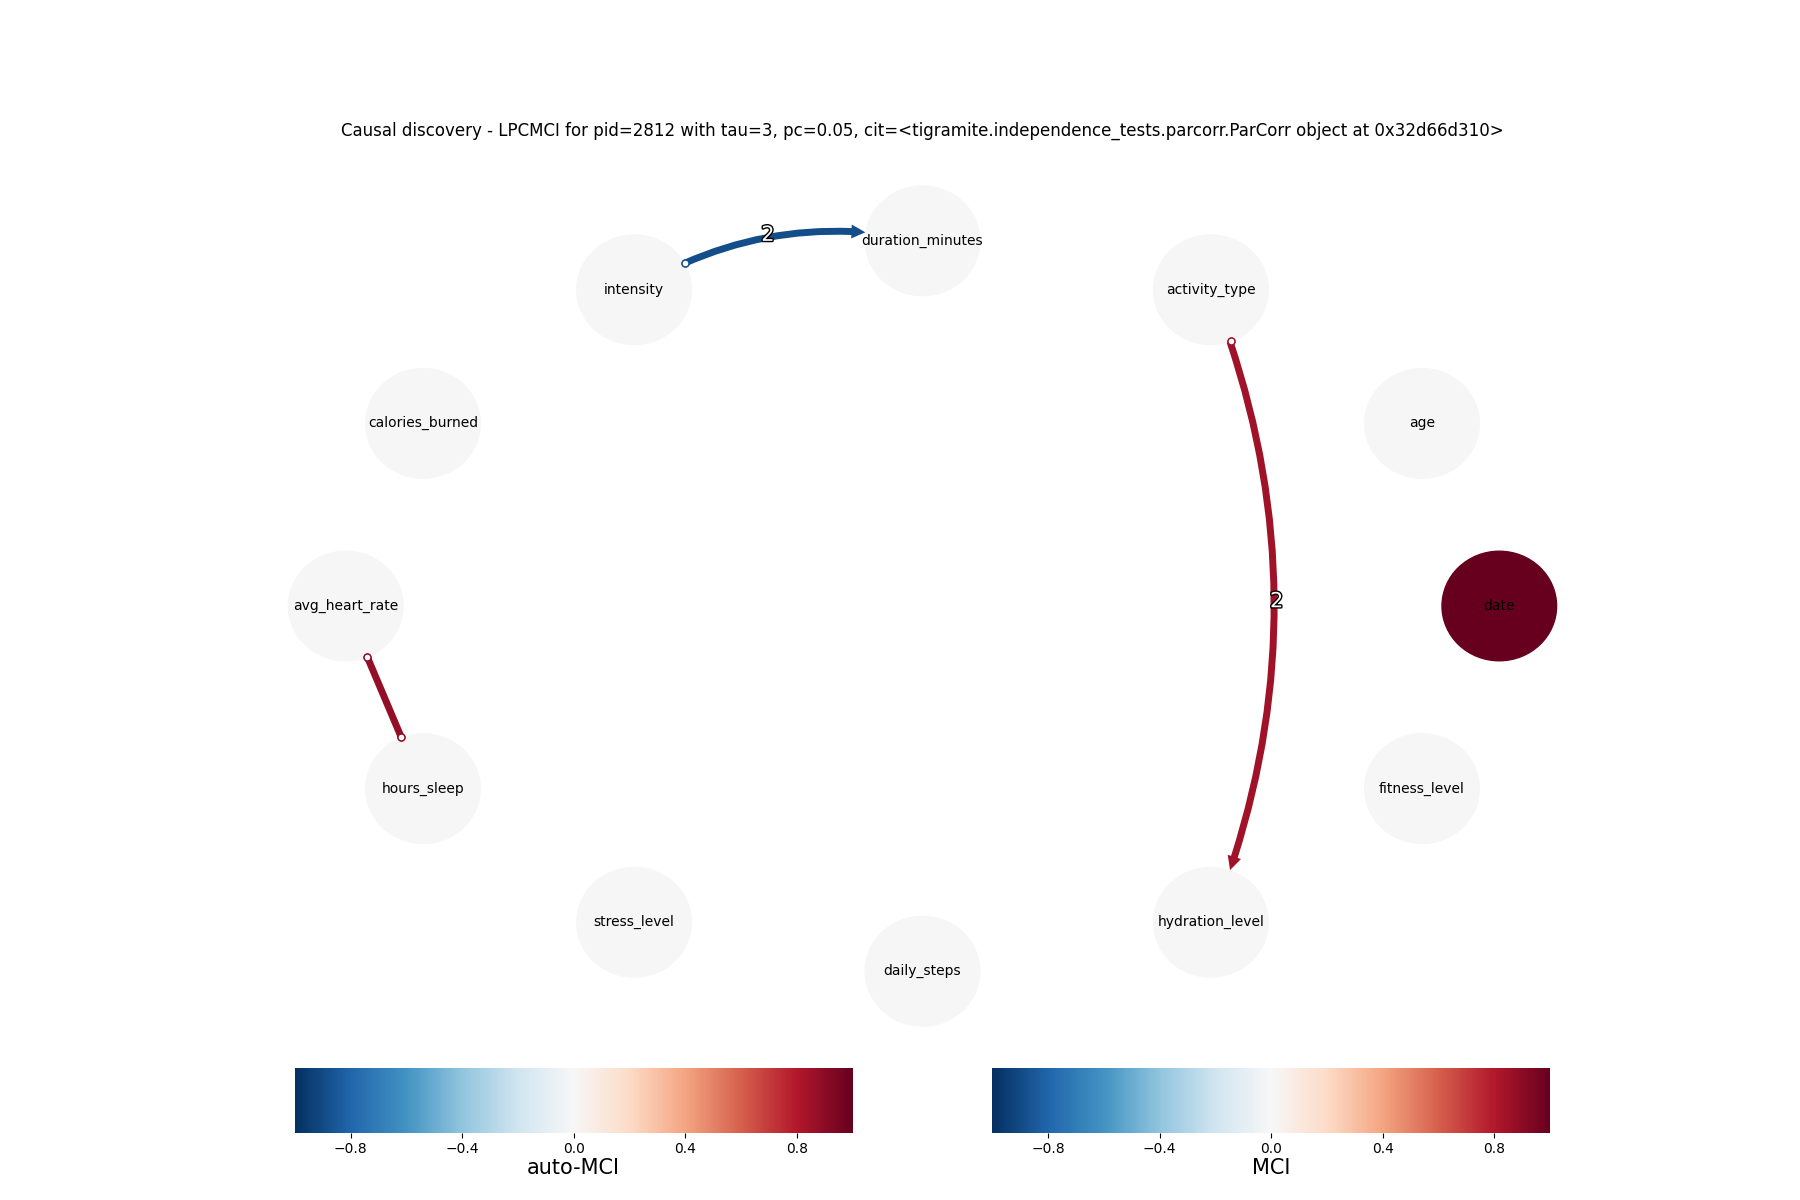 Causal discovery - LPCMCI for pid=2812 with tau=3, pc=0.05, cit=<tigramite.independence_tests.parcorr.ParCorr object at 0x32d66d310>
2
duration_minutes
intensity
activity_type
calories_burned
age
avg_heart_rate
2
date
hours_sleep
fitness_level
stress_level
hydration_level
daily_steps
−0.8 −0.4 0.0 0.4 0.8
auto-MCI
−0.8 −0.4 0.0 0.4 0.8
MCI